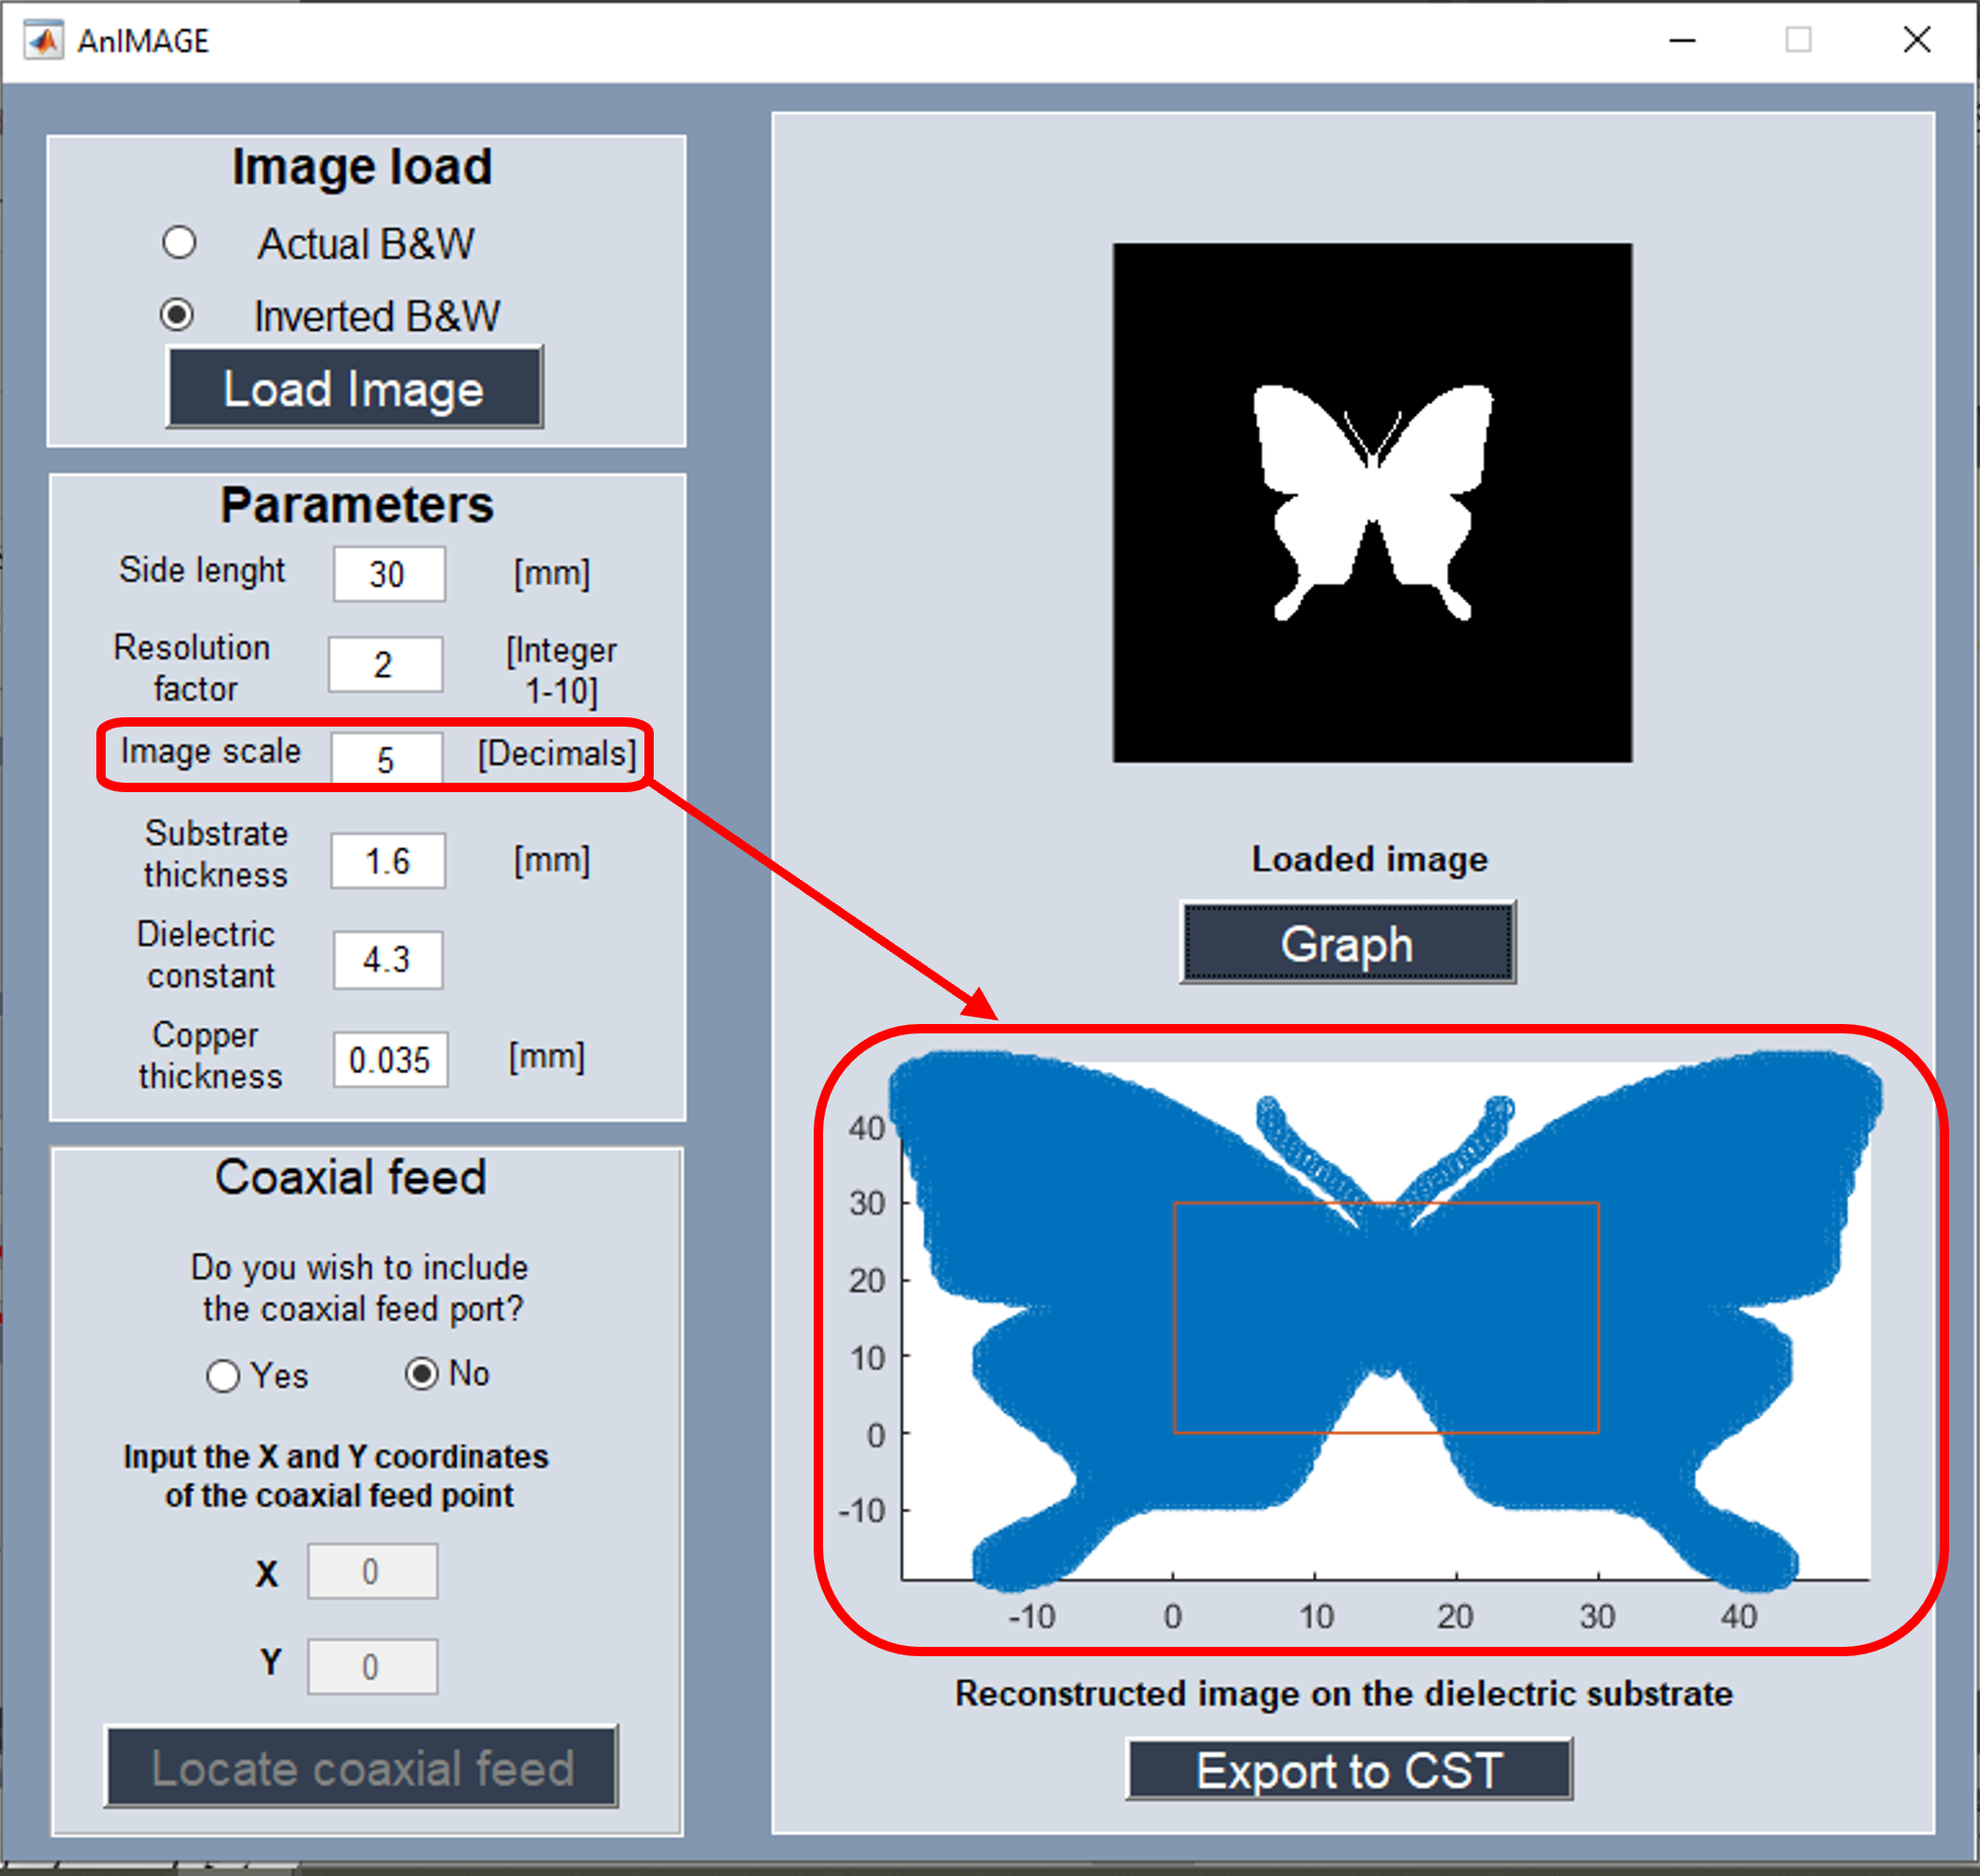 AnIMAGE
Image load
Actual B&W
Inverted B&W
Load Image
Parameters
Side lenght 30 [mm]
Resolution
factor
2
[Integer
1-10]
Image scale 5 [Decimals]
Substrate
thickness
1.6 [mm]
Dielectric
constant
4.3
Copper
thickness
0.035 [mm]
Coaxial feed
Do you wish to include
the coaxial feed port?
Yes No
Input the X and Y coordinates
of the coaxial feed point
X 0
Y 0
Locate coaxial feed
Loaded image
Graph
40
30
20
10
0
-10
-10 0 10 20 30 40
Reconstructed image on the dielectric substrate
Export to CST